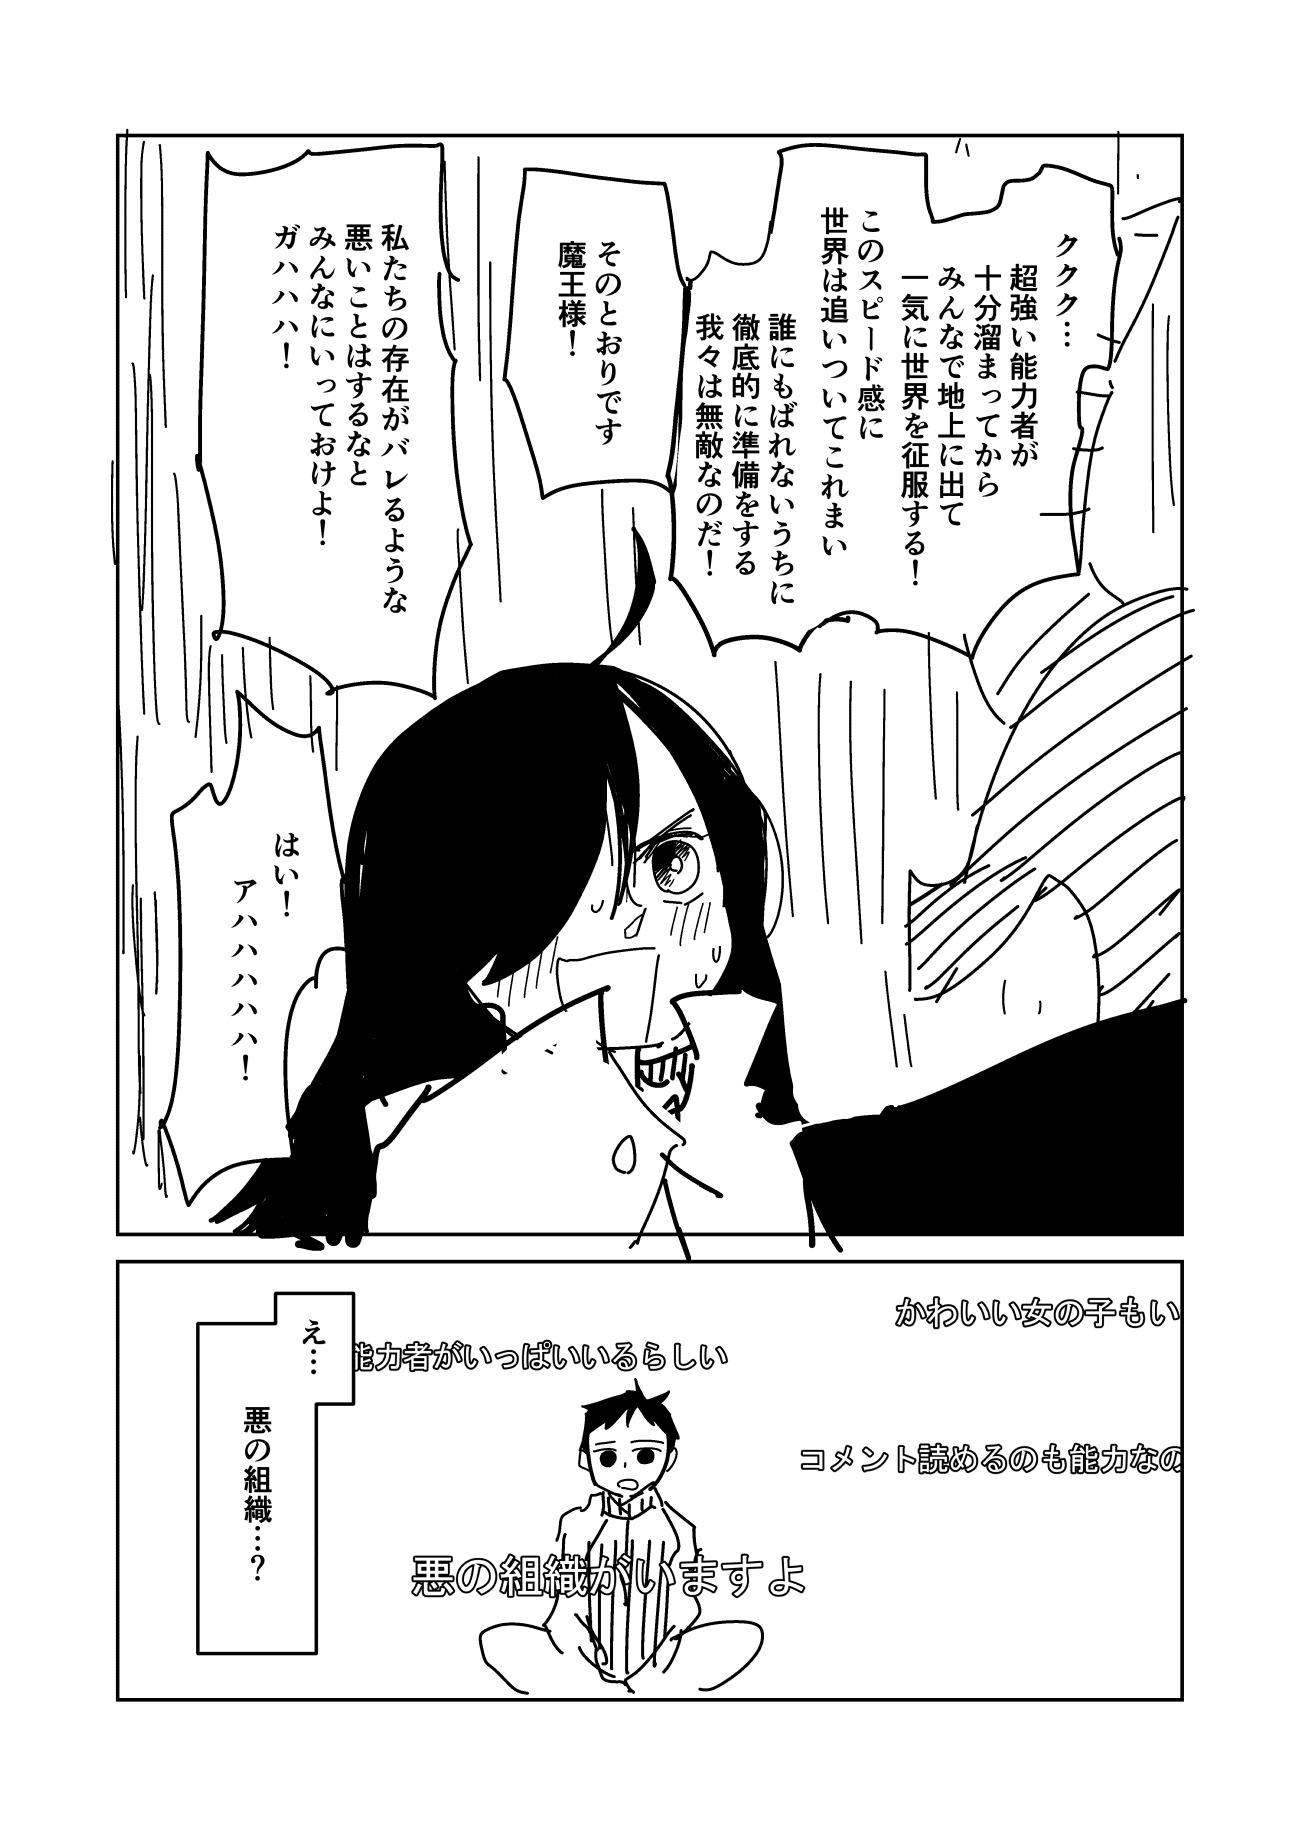 ククク…
超強い能力者が
十分溜まってから
みんなで地上に出て
一気に世界を征服する！
このスピード感に
世界は追いついてこれまい
誰にもばれないうちに
徹底的に準備をする
我々は無敵なのだ！
そのとおりです
魔王様！
私たちの存在がバレるような
悪いことはするなと
みんなにいっておけよ！
ガハハハ！
はい！
アハハハハハ！
かわいい女の子もい
能力者がいっぱいいるらしい
コメント読めるのも能力なの
悪の組織がいますよ
え…
悪の組織…？